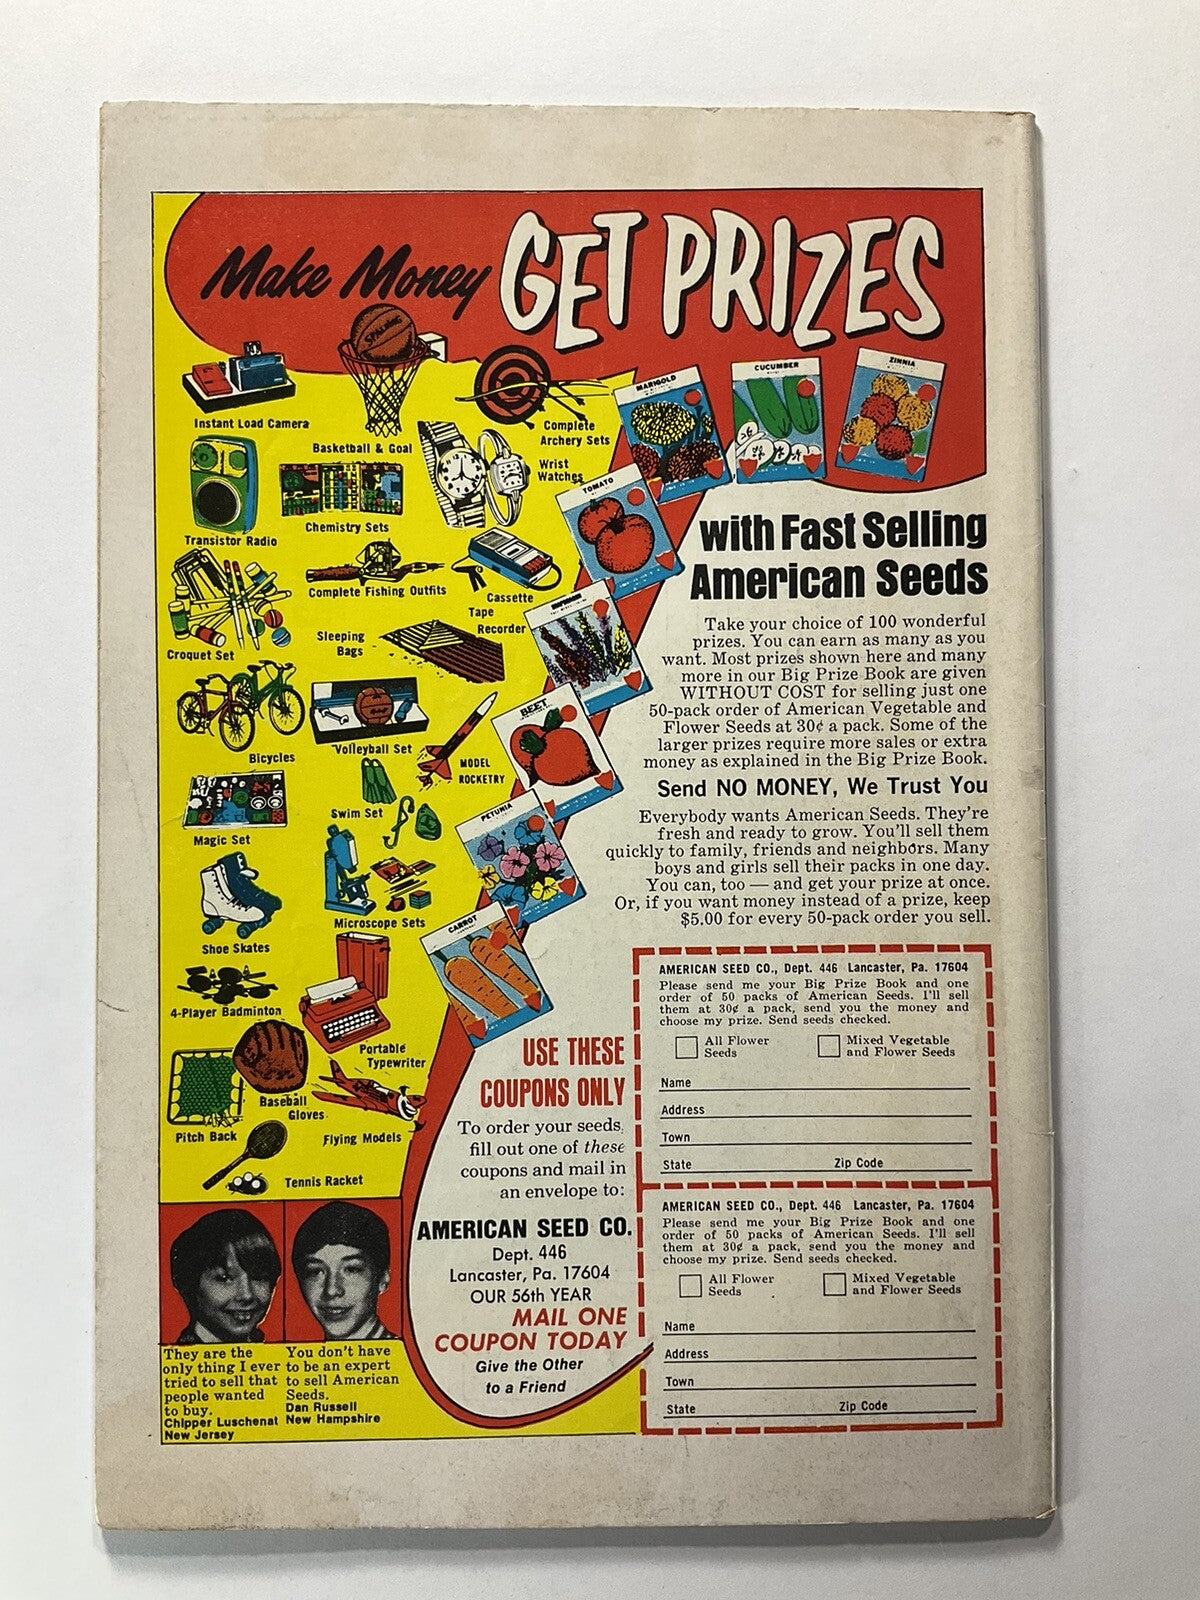 Make Money GET PRIZES
SPALDING
Instant Load Camera
Basketball & Goal
Complete
Archery Sets
Wrist
Watches
Transistor Radio
Chemistry Sets
Complete Fishing Outfits
Cassette
Tape
Recorder
Croquet Set
Sleeping
Bags
Bicycles
Volleyball Set
MODEL
ROCKETRY
Magic Set
Swim Set
Shoe Skates
Microscope Sets
4-Player Badminton
Portable
Typewriter
Pitch Back
Baseball
Gloves
Flying Models
Tennis Racket
MARIGOLD
CUCUMBER
ZINNIA
TOMATO
BEET
PETUNIA
CARROT
with Fast Selling
American Seeds
Take your choice of 100 wonderful
prizes. You can earn as many as you
want. Most prizes shown here and many
more in our Big Prize Book are given
WITHOUT COST for selling just one
50-pack order of American Vegetable and
Flower Seeds at 30¢ a pack. Some of the
larger prizes require more sales or extra
money as explained in the Big Prize Book.
Send NO MONEY, We Trust You
Everybody wants American Seeds. They're
fresh and ready to grow. You'll sell them
quickly to family, friends and neighbors. Many
boys and girls sell their packs in one day.
You can, too — and get your prize at once.
Or, if you want money instead of a prize, keep
$5.00 for every 50-pack order you sell.
USE THESE
COUPONS ONLY
To order your seeds,
fill out one of these
coupons and mail in
an envelope to:
AMERICAN SEED CO.
Dept. 446
Lancaster, Pa. 17604
OUR 56th YEAR
MAIL ONE
COUPON TODAY
Give the Other
to a Friend
AMERICAN SEED CO., Dept. 446 Lancaster, Pa. 17604
Please send me your Big Prize Book and one
order of 50 packs of American Seeds. I'll sell
them at 30¢ a pack, send you the money and
choose my prize. Send seeds checked.
All Flower Seeds
Mixed Vegetable and Flower Seeds
Name
Address
Town
State Zip Code
AMERICAN SEED CO., Dept. 446 Lancaster, Pa. 17604
Please send me your Big Prize Book and one
order of 50 packs of American Seeds. I'll sell
them at 30¢ a pack, send you the money and
choose my prize. Send seeds checked.
All Flower Seeds
Mixed Vegetable and Flower Seeds
Name
Address
Town
State Zip Code
They are the
only thing I ever
tried to sell that
people wanted
to buy.
Chipper Luschenat
New Jersey
You don't have
to be an expert
to sell American
Seeds.
Dan Russell
New Hampshire